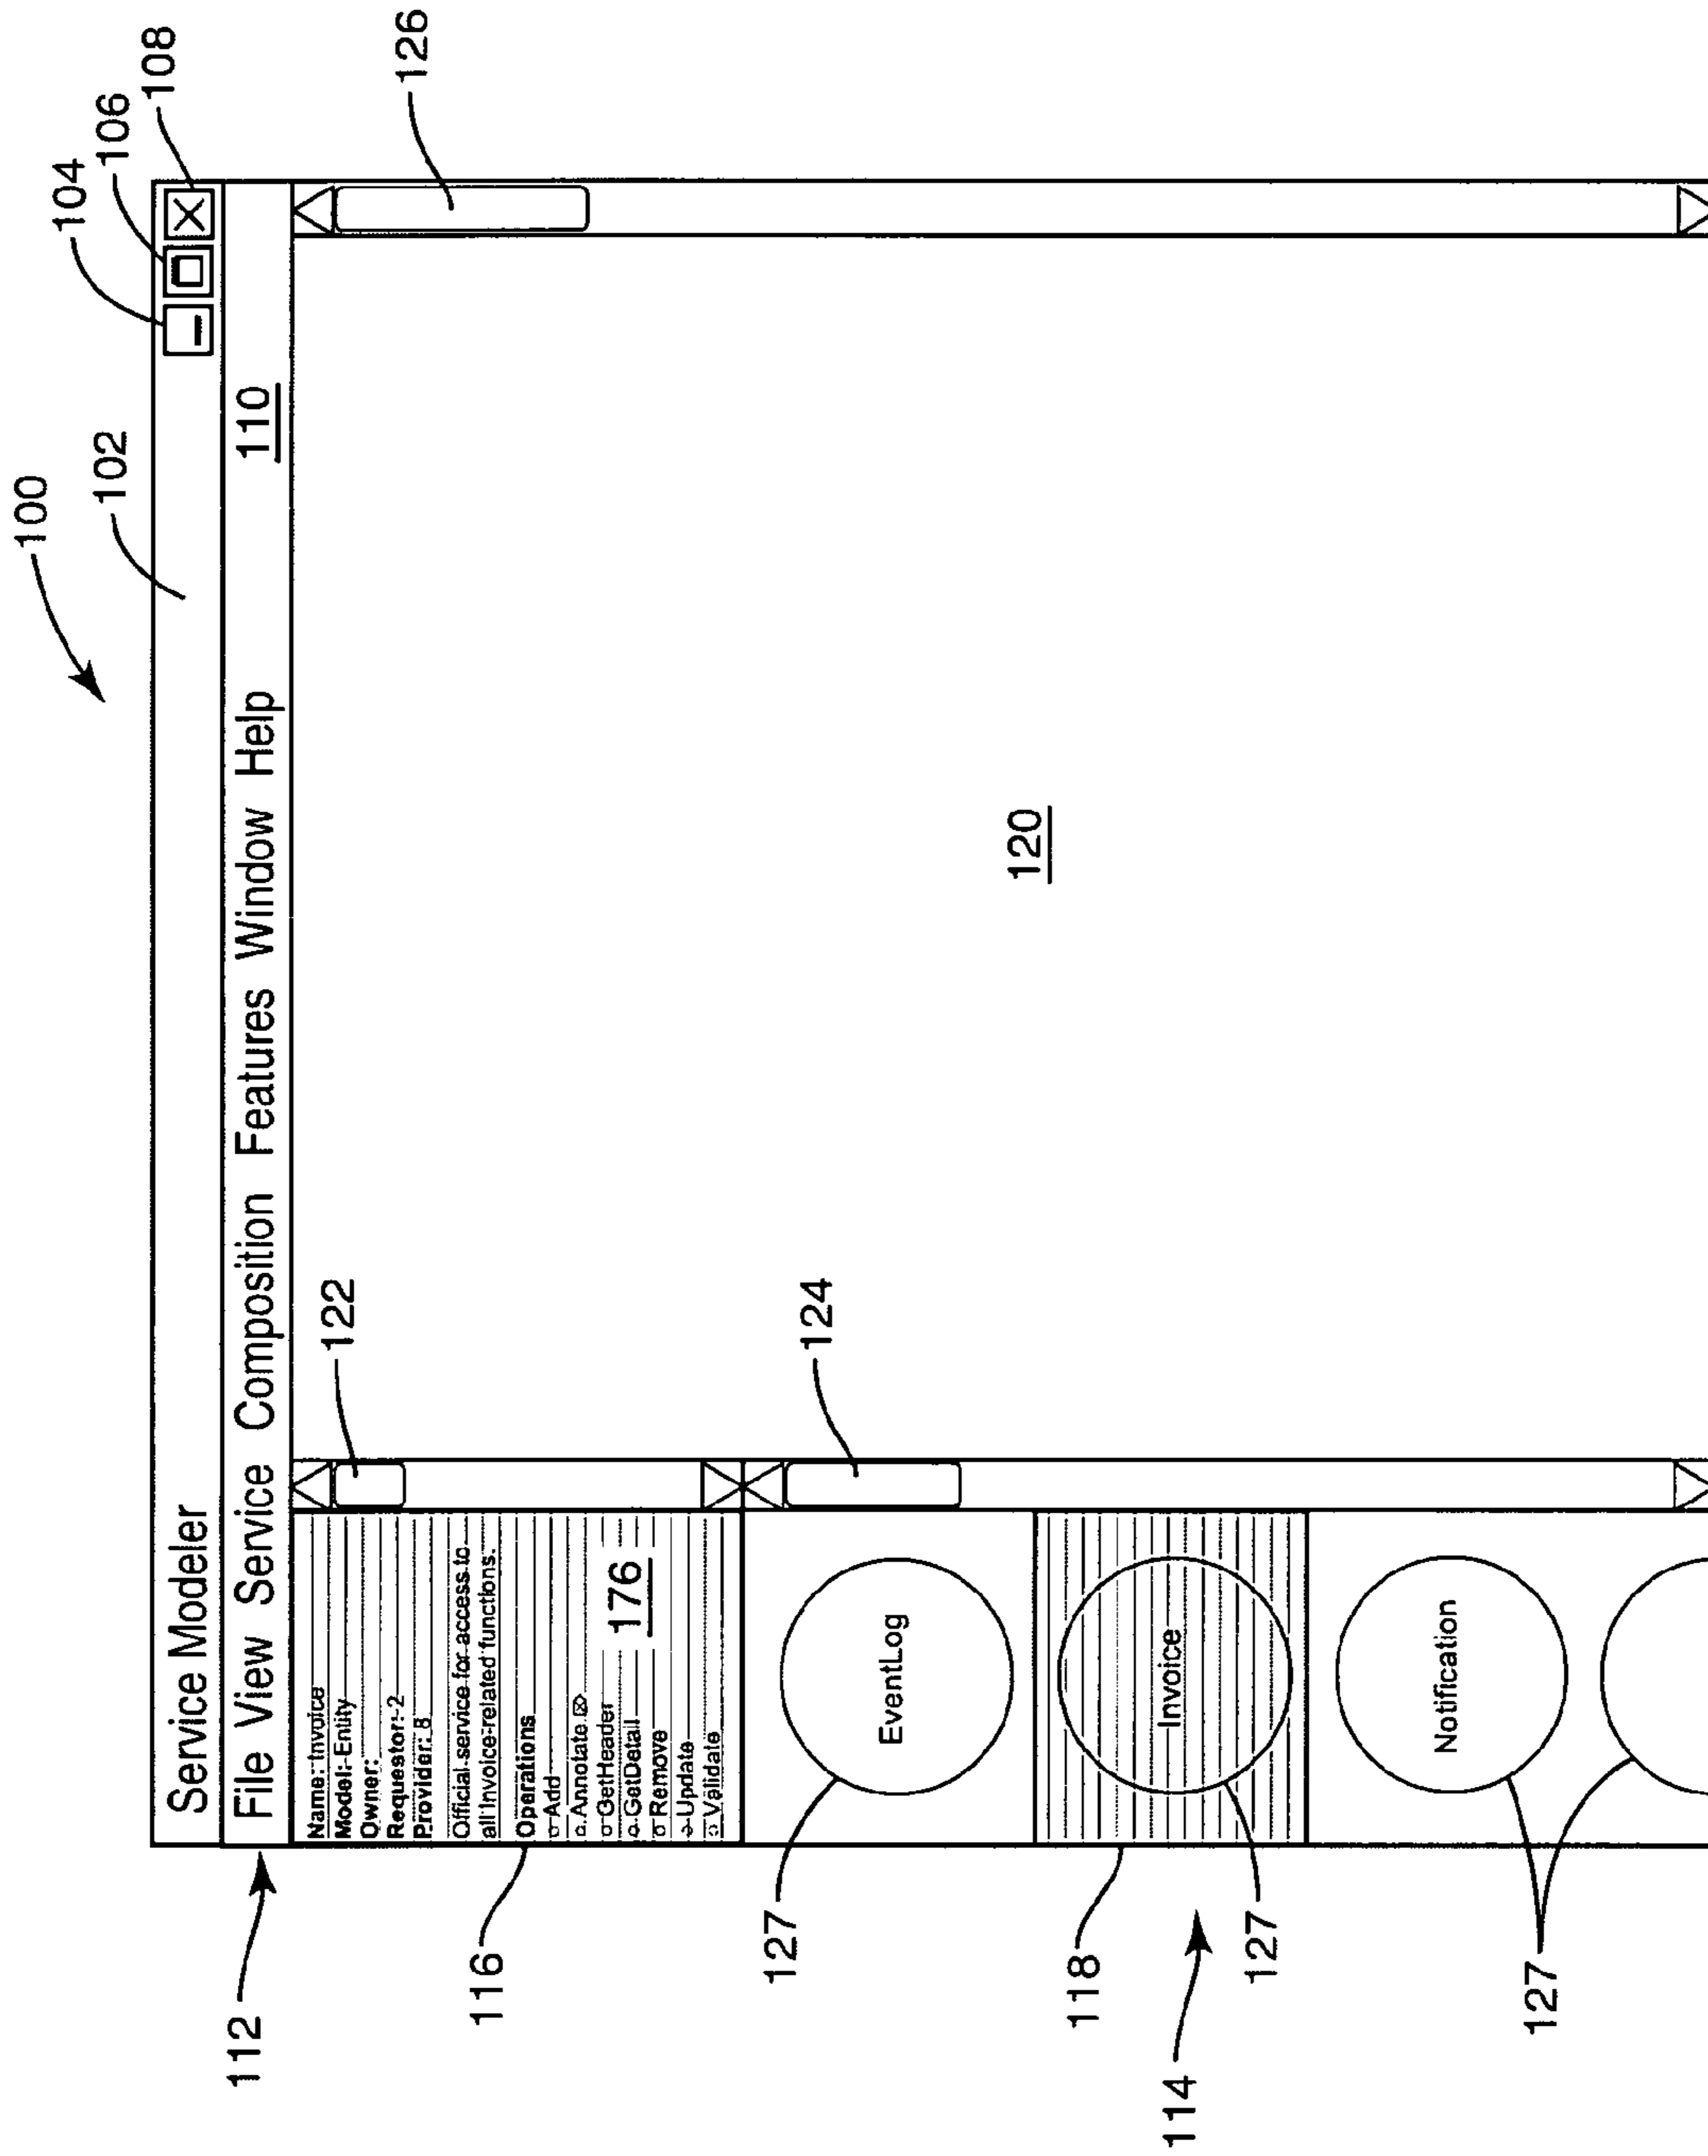 100
102
104
106
108
Service Modeler
112
File View Service Composition Features Window Help
110
Name: Invoice
Model: Entity
Owner:
Requestor: 2
Provider: 8
Official service for access to
all Invoice-related functions.
Operations
Add
Annotate
GetHeader
GetDetail
Remove
Update
Validate
176
116
122
126
124
127
EventLog
120
118
Invoice
114
127
Notification
127